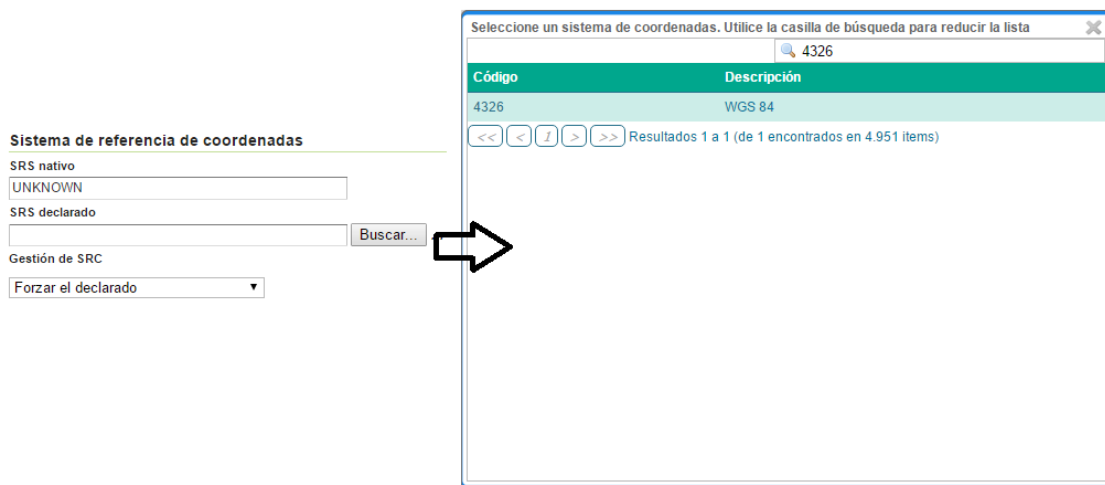 Sistema de referencia de coordenadas
SRS nativo
UNKNOWN
SRS declarado
Buscar...
Gestión de SRC
Forzar el declarado
Seleccione un sistema de coordenadas. Utilice la casilla de búsqueda para reducir la lista
4326
Código Descripción
4326 WGS 84
<< < 1 > >> Resultados 1 a 1 (de 1 encontrados en 4.951 items)